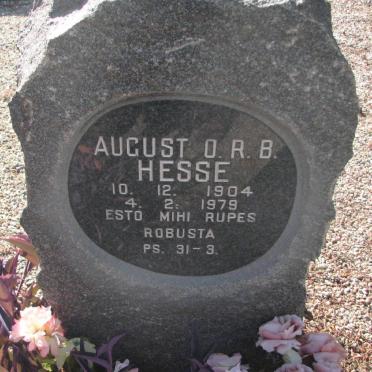 AUGUST O. R. B.
HESSE
10. 12. 1904
4. 2. 1979
ESTO MIHI RUPES
ROBUSTA
PS. 31-3.